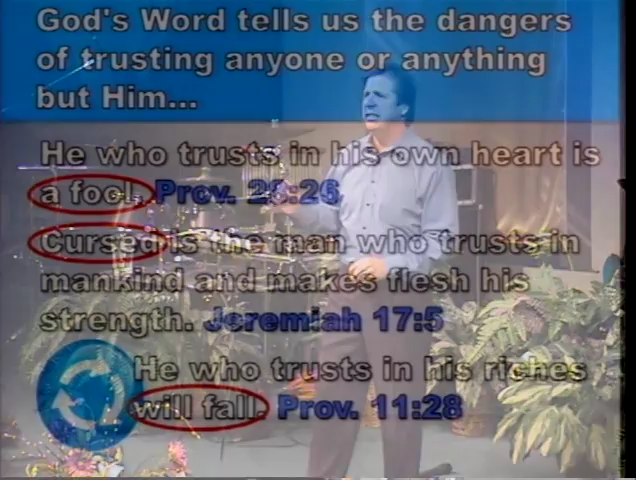 God's Word tells us the dangers
of trusting anyone or anything
but Him...
He who trusts in his own heart is
a fool. Prov. 28:26
Cursed is the man who trusts in
mankind and makes flesh his
strength. Jeremiah 17:5
He who trusts in his riches
will fall. Prov. 11:28